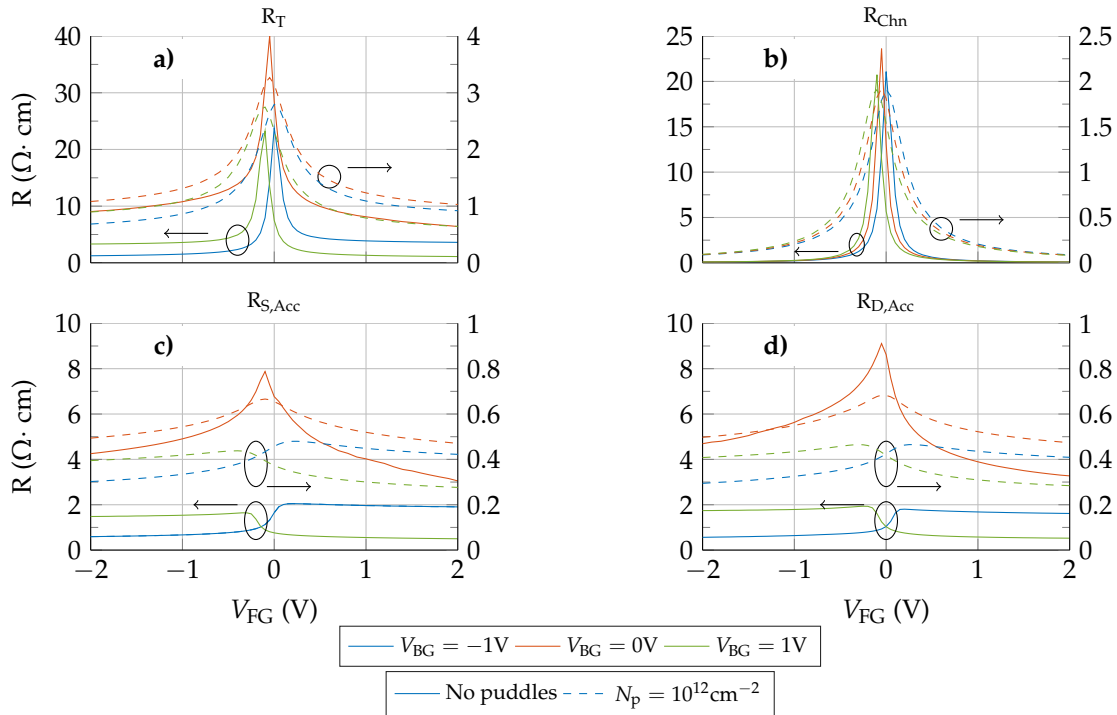 R_T
R_Chn
a)
b)
40
30
20
10
0
4
3
2
1
0
25
20
15
10
5
0
2.5
2
1.5
1
0.5
0
R (Ω· cm)
R_S,Acc
R_D,Acc
c)
d)
10
8
6
4
2
0
1
0.8
0.6
0.4
0.2
0
10
8
6
4
2
0
1
0.8
0.6
0.4
0.2
0
R (Ω· cm)
−2 −1 0 1 2
−2 −1 0 1 2
V_FG (V)
V_FG (V)
V_BG = −1V V_BG = 0V V_BG = 1V
No puddles N_p = 10^12cm^−2